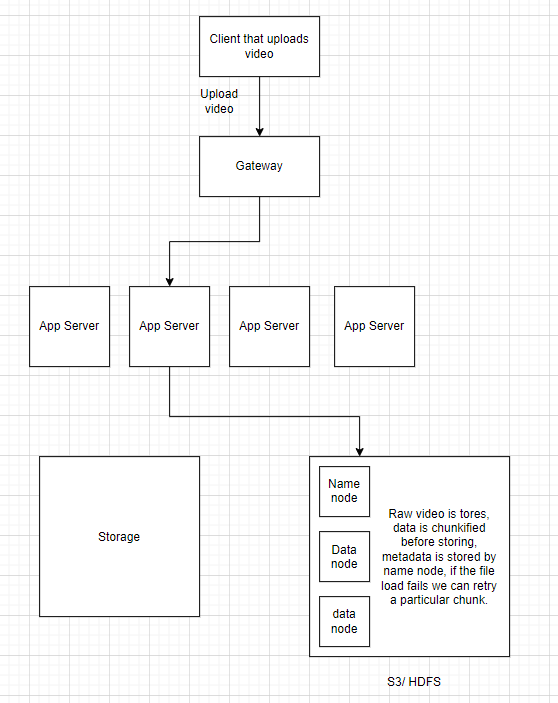 Client that uploads
video
Upload
video
Gateway
App Server
App Server
App Server
App Server
Storage
Name
node
Data
node
data
node
Raw video is tores,
data is chunkified
before storing,
metadata is stored by
name node, if the file
load fails we can retry
a particular chunk.
S3/ HDFS